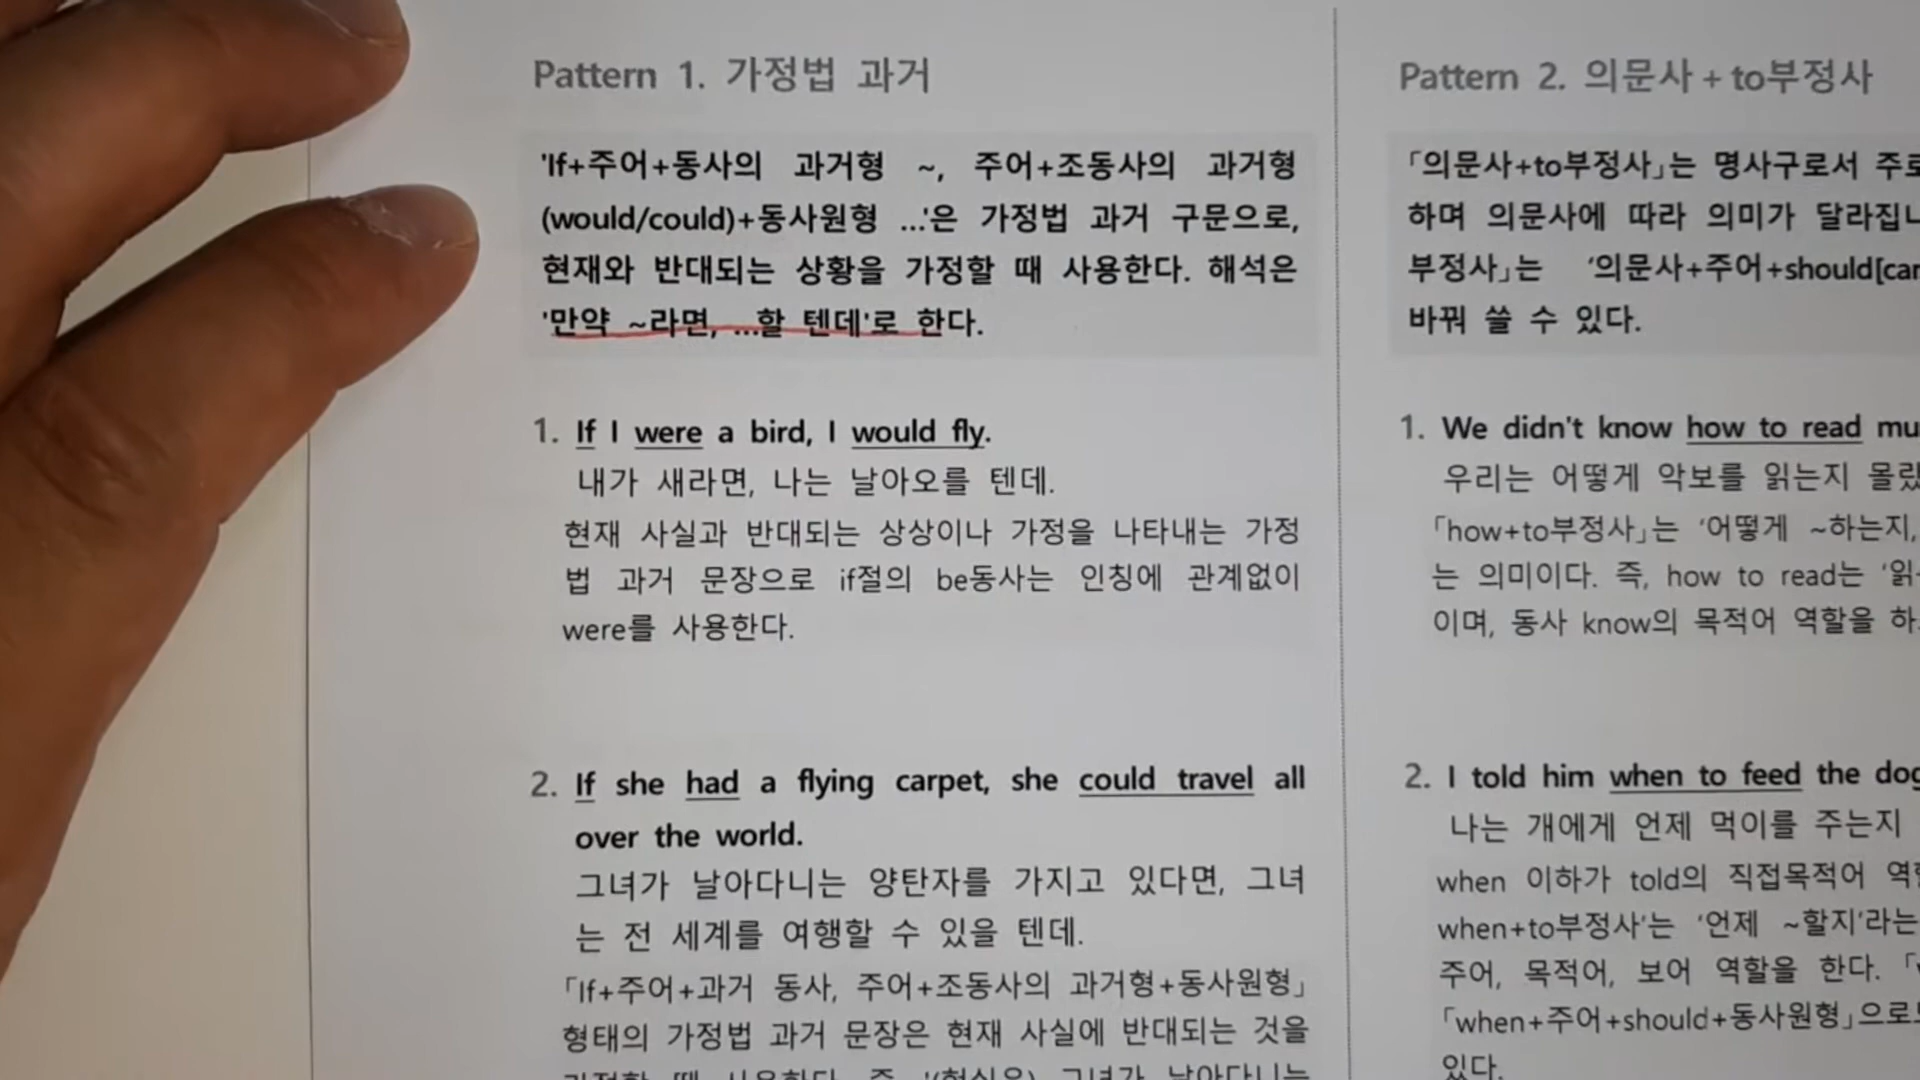 Pattern 1. 가정법 과거
'If+주어+동사의 과거형 ~, 주어+조동사의 과거형
(would/could)+동사원형 ...'은 가정법 과거 구문으로,
현재와 반대되는 상황을 가정할 때 사용한다. 해석은
'만약 ~라면, ...할 텐데'로 한다.
1. If I were a bird, I would fly.
내가 새라면, 나는 날아오를 텐데.
현재 사실과 반대되는 상상이나 가정을 나타내는 가정
법 과거 문장으로 if절의 be동사는 인칭에 관계없이
were를 사용한다.
2. If she had a flying carpet, she could travel all
over the world.
그녀가 날아다니는 양탄자를 가지고 있다면, 그녀
는 전 세계를 여행할 수 있을 텐데.
「If+주어+과거 동사, 주어+조동사의 과거형+동사원형」
형태의 가정법 과거 문장은 현재 사실에 반대되는 것을
Pattern 2. 의문사+to부정사
「의문사+to부정사」는 명사구로서
하며 의문사에 따라 의미가
부정사」는 '의문사+주어+should
바꿔 쓸 수 있다.
1. We didn't know how to read
우리는 어떻게 악보를 읽는지
「how+to부정사」는 '어떻게 ~하는지,
는 의미이다. 즉, how to read는
이며, 동사 know의 목적어 역할을
2. I told him when to feed the
나는 개에게 언제 먹이를 주는지
when 이하가 told의 직접목적어
when+to부정사'는 '언제 ~할지'라는
주어, 목적어, 보어 역할을 한다.
「when+주어+should+동사원형」으로
있다.